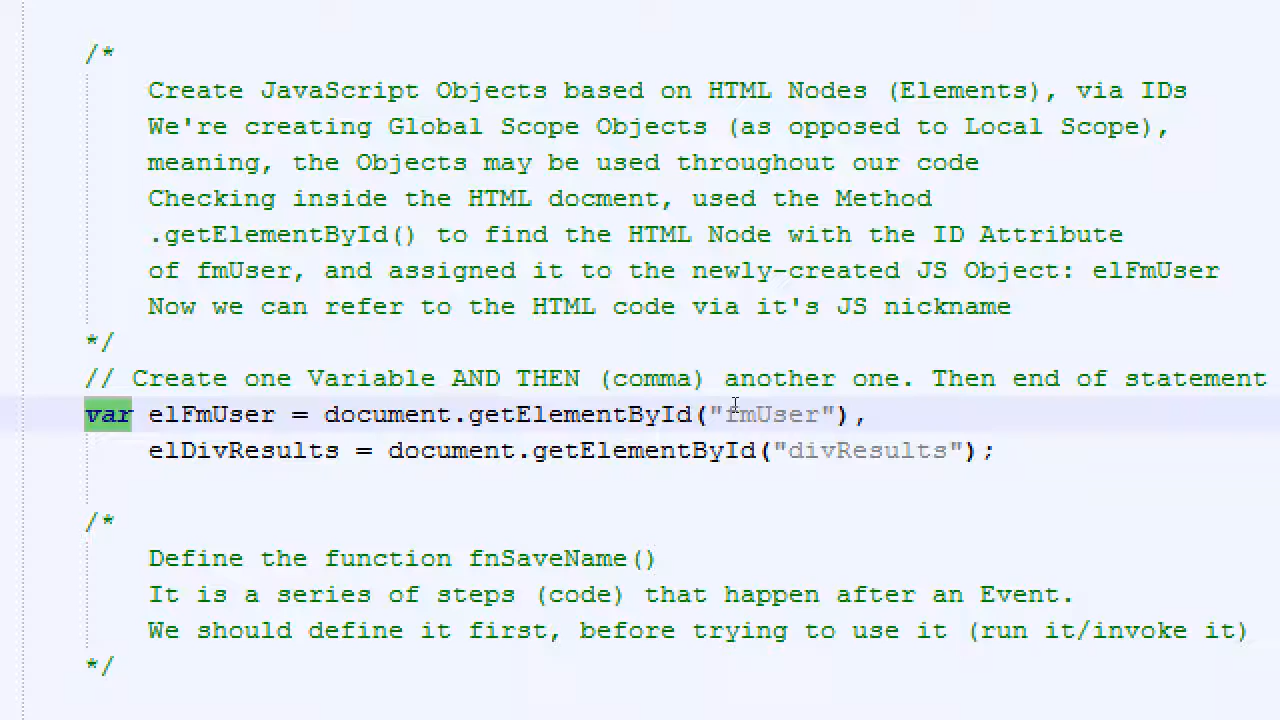 /*
Create JavaScript Objects based on HTML Nodes (Elements), via IDs
We're creating Global Scope Objects (as opposed to Local Scope),
meaning, the Objects may be used throughout our code
Checking inside the HTML docment, used the Method
.getElementById() to find the HTML Node with the ID Attribute
of fmUser, and assigned it to the newly-created JS Object: elFmUser
Now we can refer to the HTML code via it's JS nickname
*/
// Create one Variable AND THEN (comma) another one. Then end of statement
var elFmUser = document.getElementById("fmUser"),
elDivResults = document.getElementById("divResults");
/*
Define the function fnSaveName()
It is a series of steps (code) that happen after an Event.
We should define it first, before trying to use it (run it/invoke it)
*/